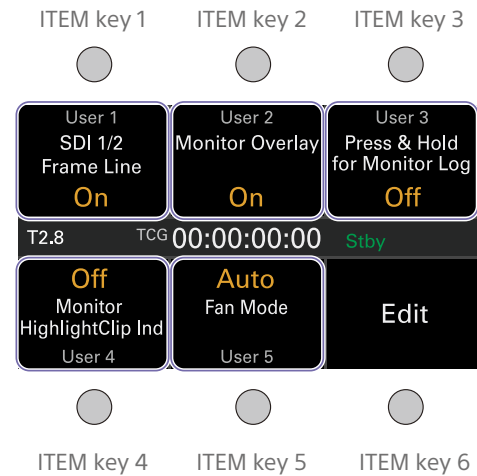 ITEM key 1 ITEM key 2 ITEM key 3
User 1
SDI 1/2
Frame Line
On
User 2
Monitor Overlay
On
User 3
Press & Hold
for Monitor Log
Off
T2.8 TCG 00:00:00:00 Stby
Off
Monitor
HighlightClip Ind
User 4
Auto
Fan Mode
User 5
Edit
ITEM key 4 ITEM key 5 ITEM key 6